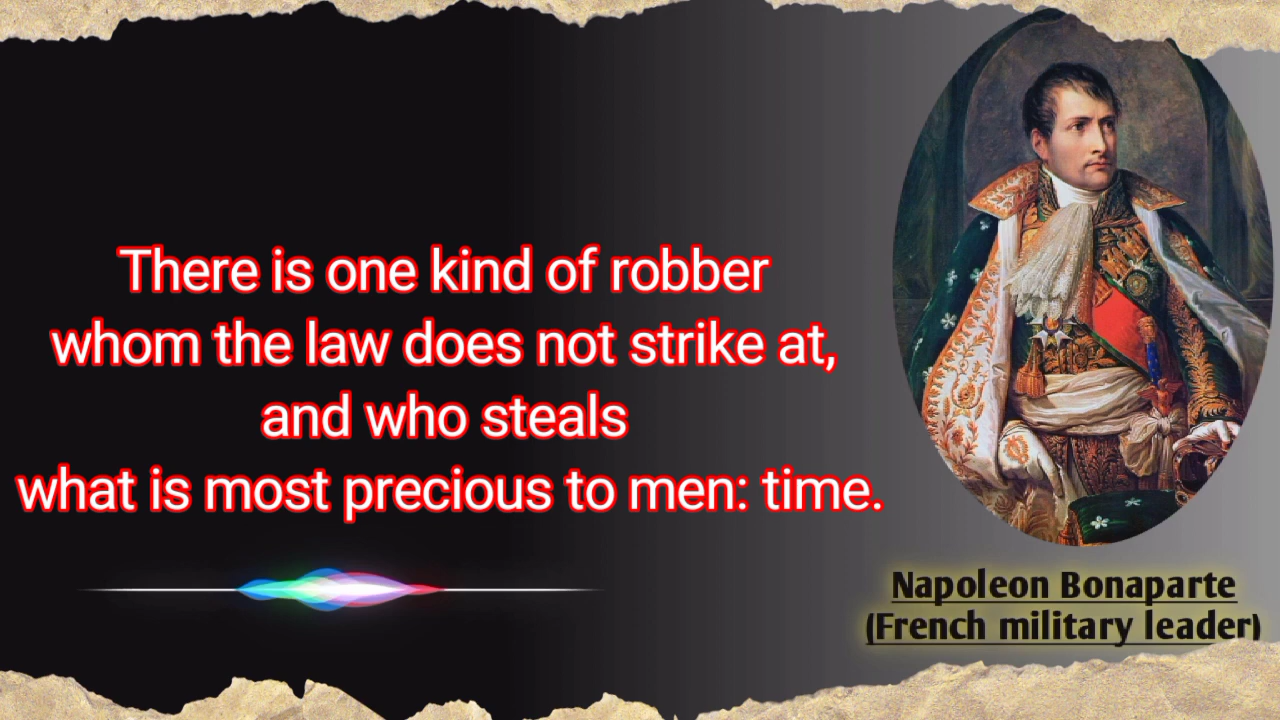 There is one kind of robber
whom the law does not strike at,
and who steals
what is most precious to men: time.
Napoleon Bonaparte
(French military leader)